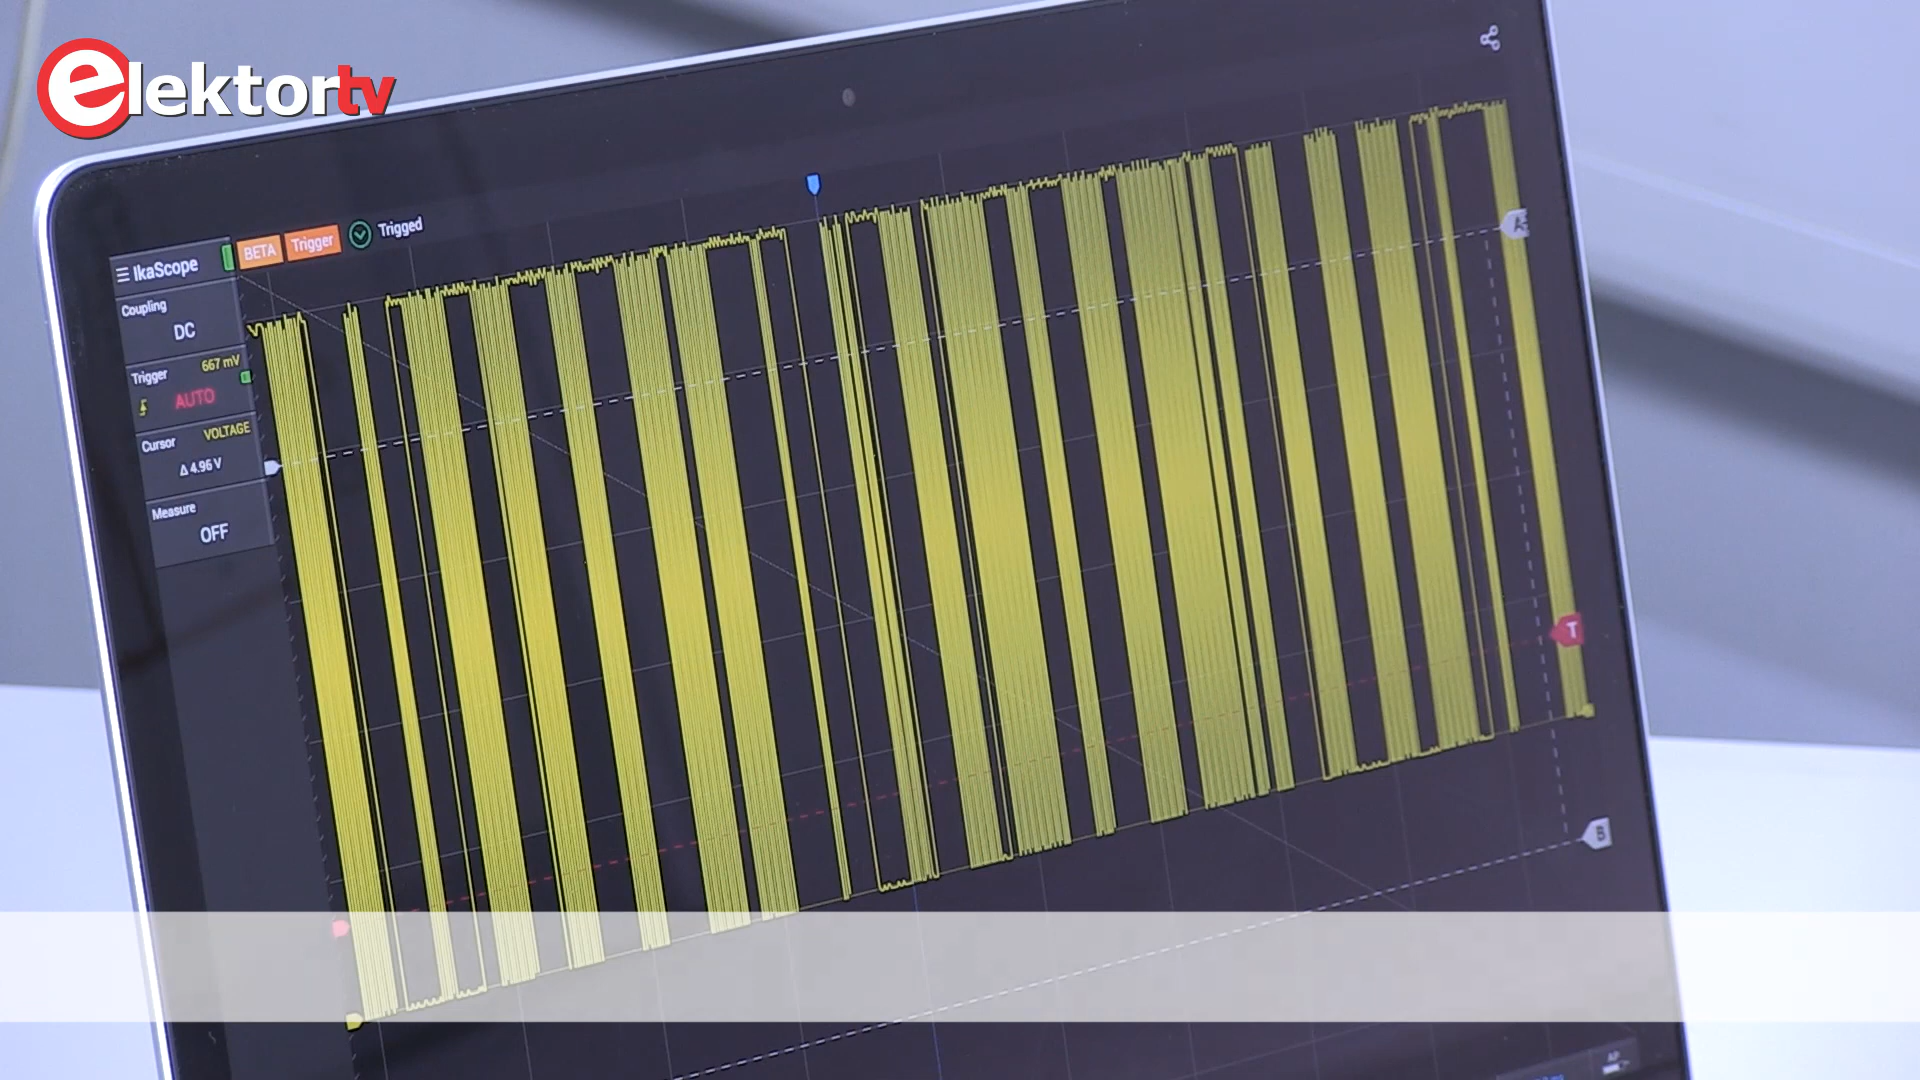 elektortv
BETA
Trigger
Trigged
IkaScope
Coupling
DC
Trigger
667 mV
AUTO
Cursor
VOLTAGE
Δ 4.96 V
Measure
OFF
A
T
B